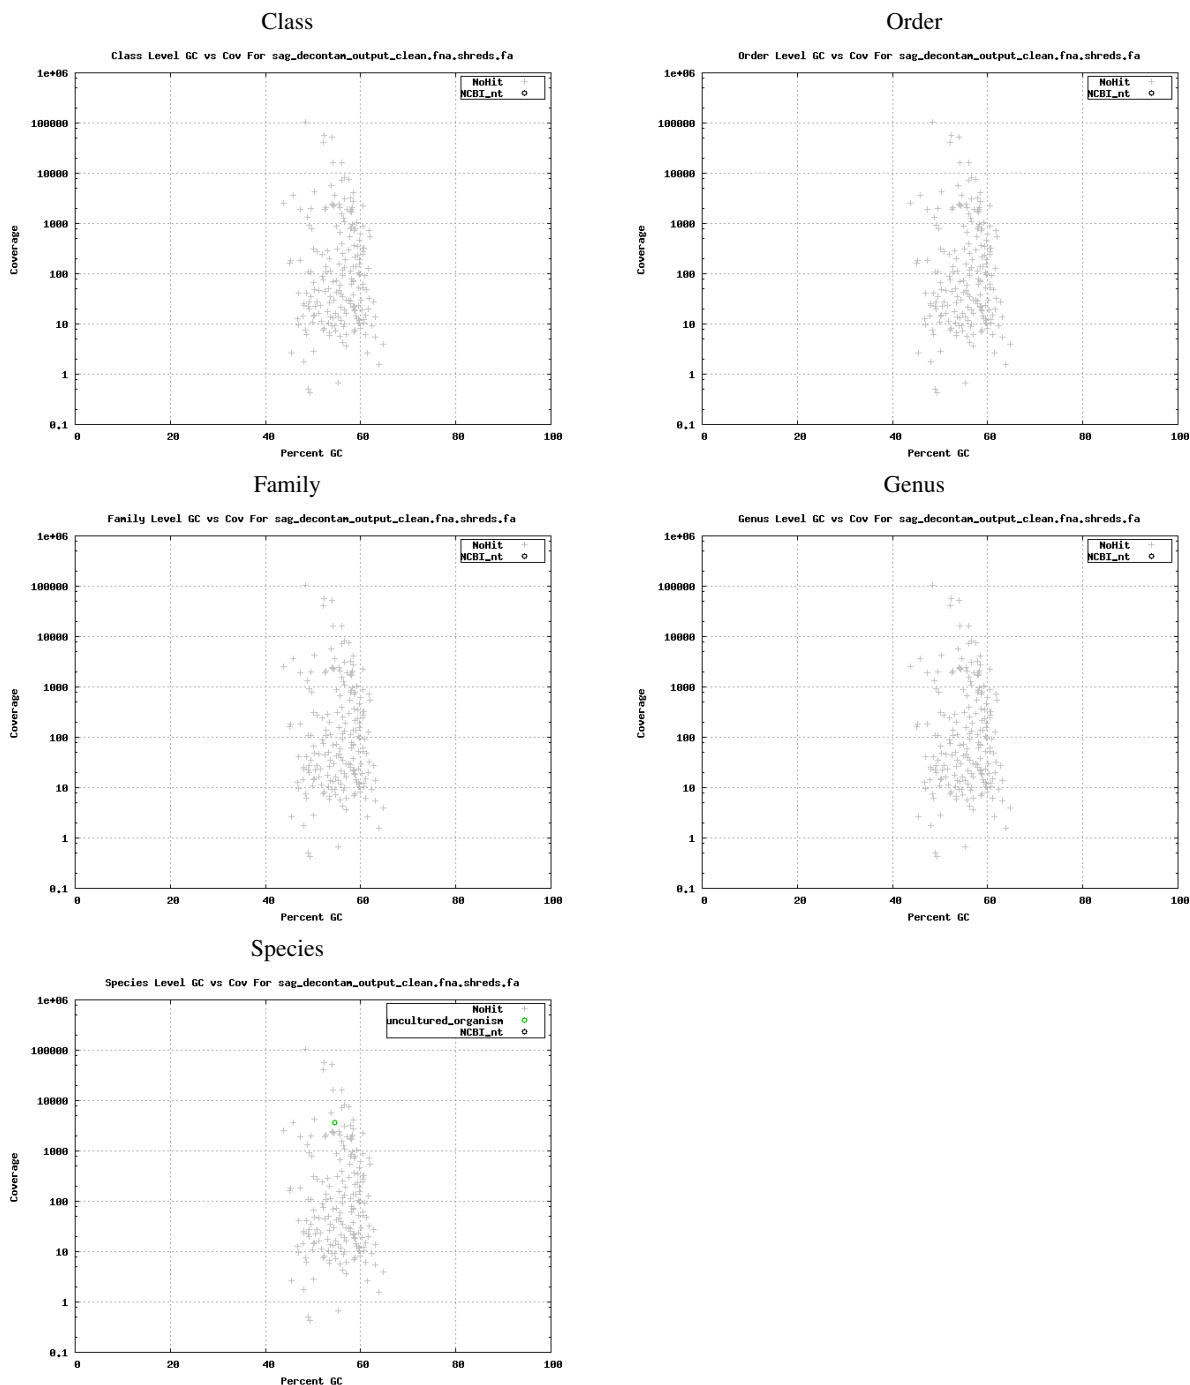 Class
Class Level GC vs Cov For sag_decontam_output_clean.fna.shreds.fa
NoHit
NCBI_nt
1e+06
100000
10000
1000
100
10
1
0.1
Coverage
0 20 40 60 80 100
Percent GC
Order
Order Level GC vs Cov For sag_decontam_output_clean.fna.shreds.fa
NoHit
NCBI_nt
1e+06
100000
10000
1000
100
10
1
0.1
Coverage
0 20 40 60 80 100
Percent GC
Family
Family Level GC vs Cov For sag_decontam_output_clean.fna.shreds.fa
NoHit
NCBI_nt
1e+06
100000
10000
1000
100
10
1
0.1
Coverage
0 20 40 60 80 100
Percent GC
Genus
Genus Level GC vs Cov For sag_decontam_output_clean.fna.shreds.fa
NoHit
NCBI_nt
1e+06
100000
10000
1000
100
10
1
0.1
Coverage
0 20 40 60 80 100
Percent GC
Species
Species Level GC vs Cov For sag_decontam_output_clean.fna.shreds.fa
NoHit
uncultured_organism
NCBI_nt
1e+06
100000
10000
1000
100
10
1
0.1
Coverage
0 20 40 60 80 100
Percent GC